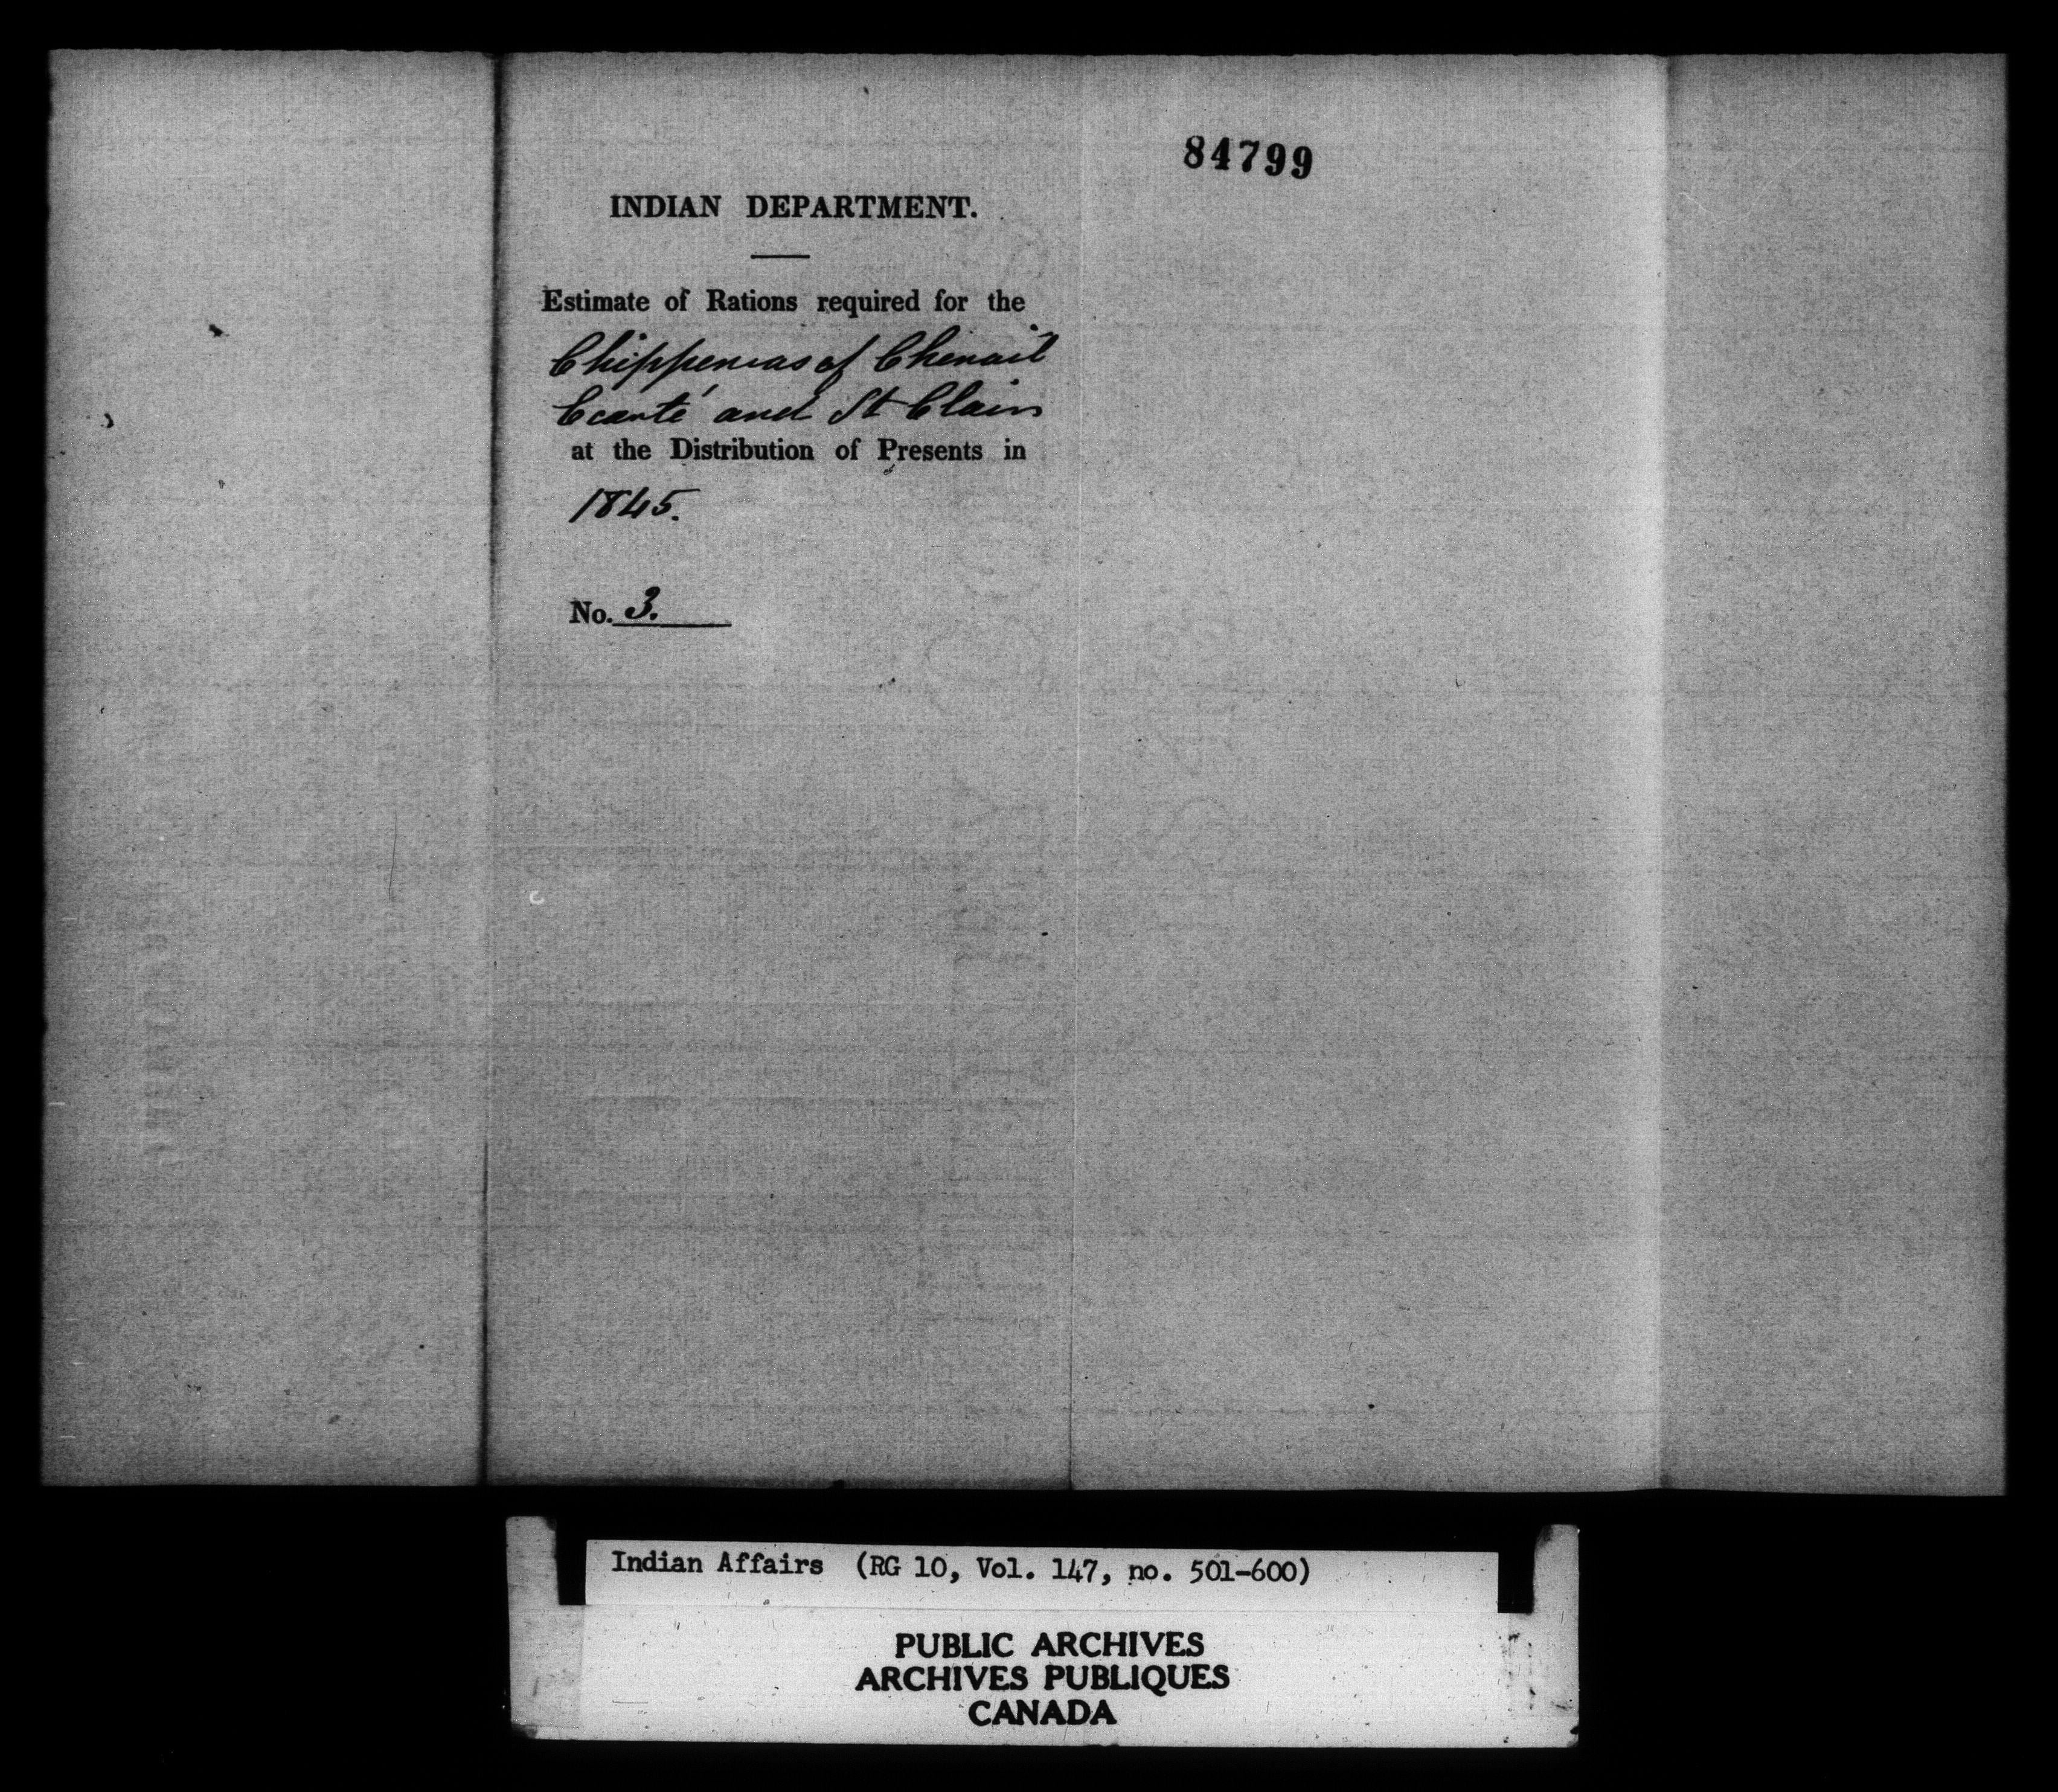 84799
INDIAN DEPARTMENT.
Estimate of Rations required for the
Chippewas of Chenail
Ecarté and St Clair
at the Distribution of Presents in
1845.
No. 3.
Indian Affairs (RG 10, Vol. 147, no. 501-600)
PUBLIC ARCHIVES
ARCHIVES PUBLIQUES
CANADA